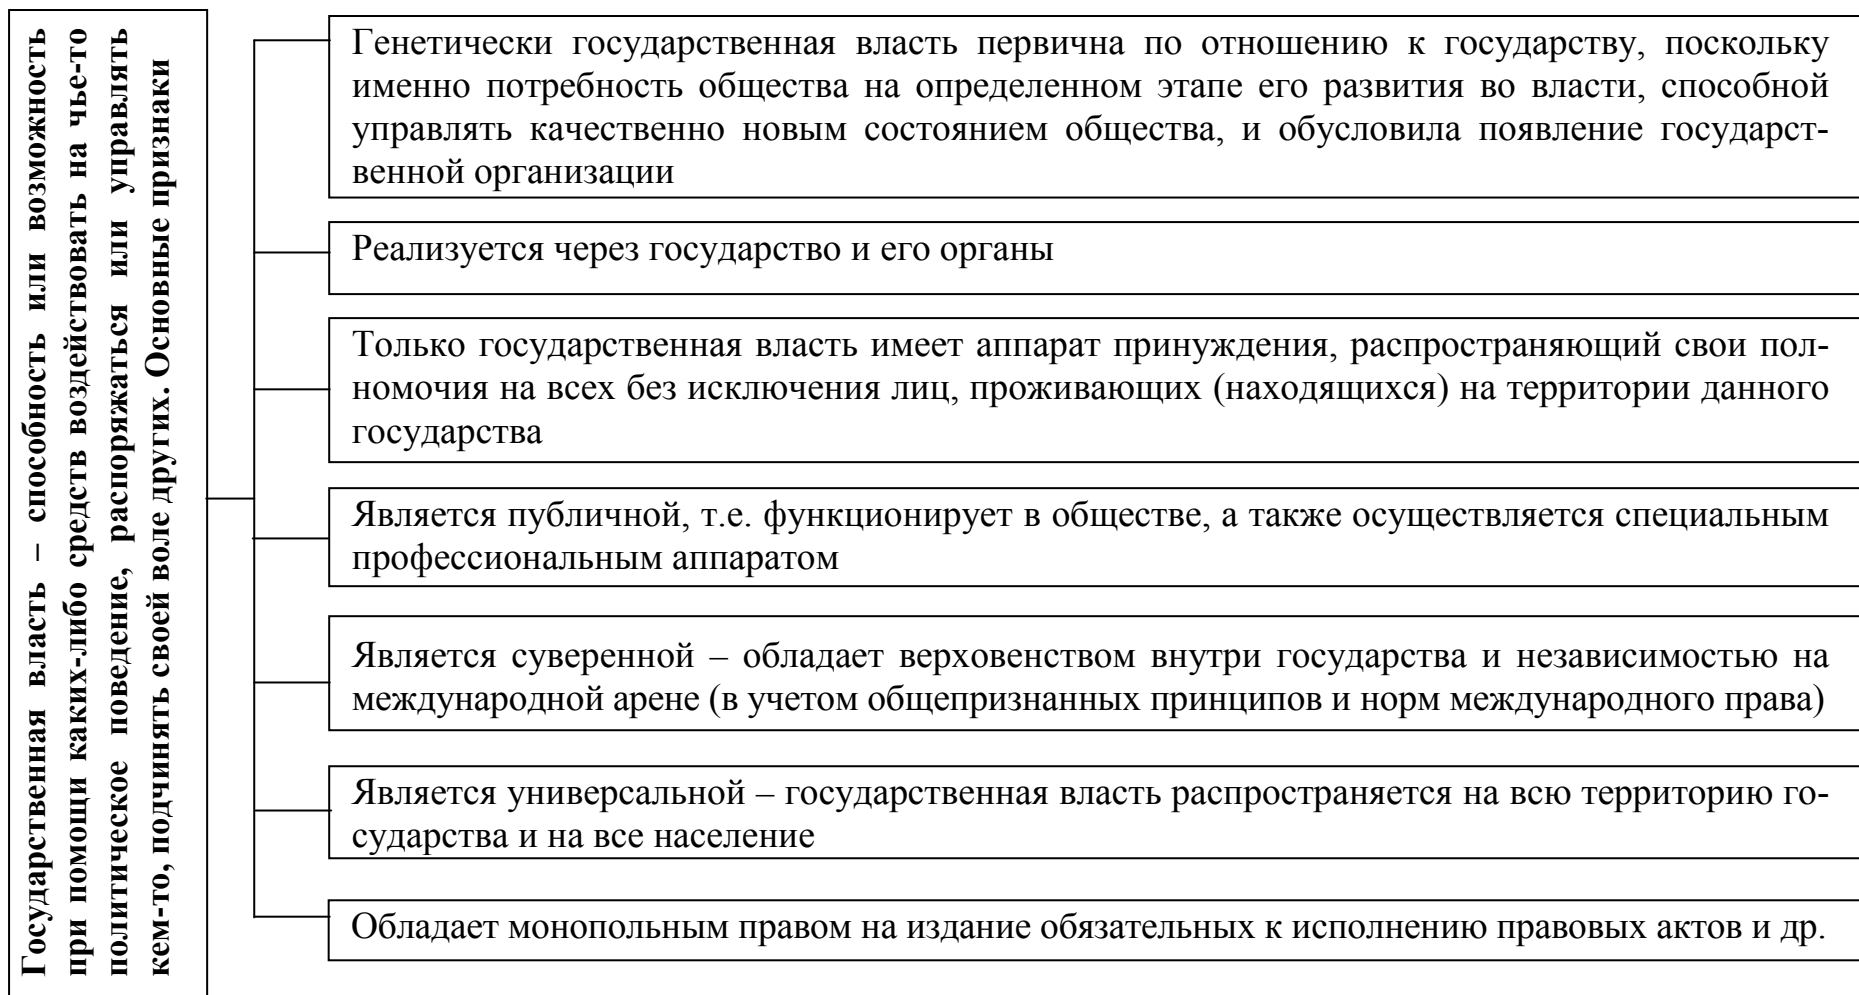 Государственная власть – способность или возможность
при помощи каких-либо средств воздействовать на чье-то
политическое поведение, распоряжаться или управлять
кем-то, подчинять своей воле других. Основные признаки
Генетически государственная власть первична по отношению к государству, поскольку
именно потребность общества на определенном этапе его развития во власти, способной
управлять качественно новым состоянием общества, и обусловила появление государст-
венной организации
Реализуется через государство и его органы
Только государственная власть имеет аппарат принуждения, распространяющий свои пол-
номочия на всех без исключения лиц, проживающих (находящихся) на территории данного
государства
Является публичной, т.е. функционирует в обществе, а также осуществляется специальным
профессиональным аппаратом
Является суверенной – обладает верховенством внутри государства и независимостью на
международной арене (в учетом общепризнанных принципов и норм международного права)
Является универсальной – государственная власть распространяется на всю территорию го-
сударства и на все население
Обладает монопольным правом на издание обязательных к исполнению правовых актов и др.